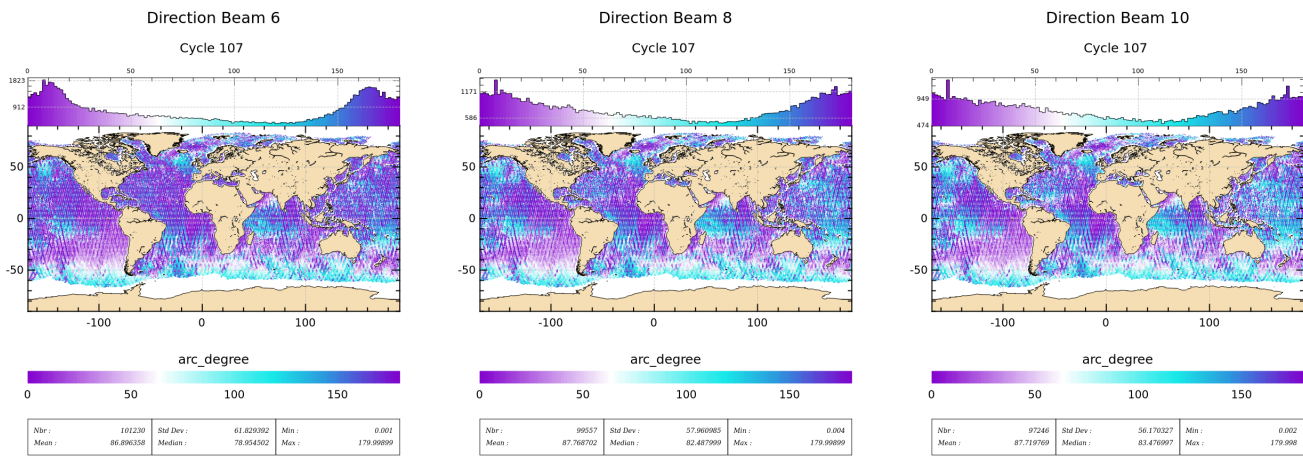 Direction Beam 6
Cycle 107
0 50 100 150
1823
912
50
0
-50
-100 0 100
arc_degree
0 50 100 150
Nbr : 101230 Std Dev : 61.829392 Min : 0.001
Mean : 86.896358 Median : 78.954502 Max : 179.99899
Direction Beam 8
Cycle 107
0 50 100 150
1171
586
50
0
-50
-100 0 100
arc_degree
0 50 100 150
Nbr : 99557 Std Dev : 57.960985 Min : 0.004
Mean : 87.768702 Median : 82.487999 Max : 179.99899
Direction Beam 10
Cycle 107
0 50 100 150
949
474
50
0
-50
-100 0 100
arc_degree
0 50 100 150
Nbr : 97246 Std Dev : 56.170327 Min : 0.002
Mean : 87.719769 Median : 83.476997 Max : 179.998